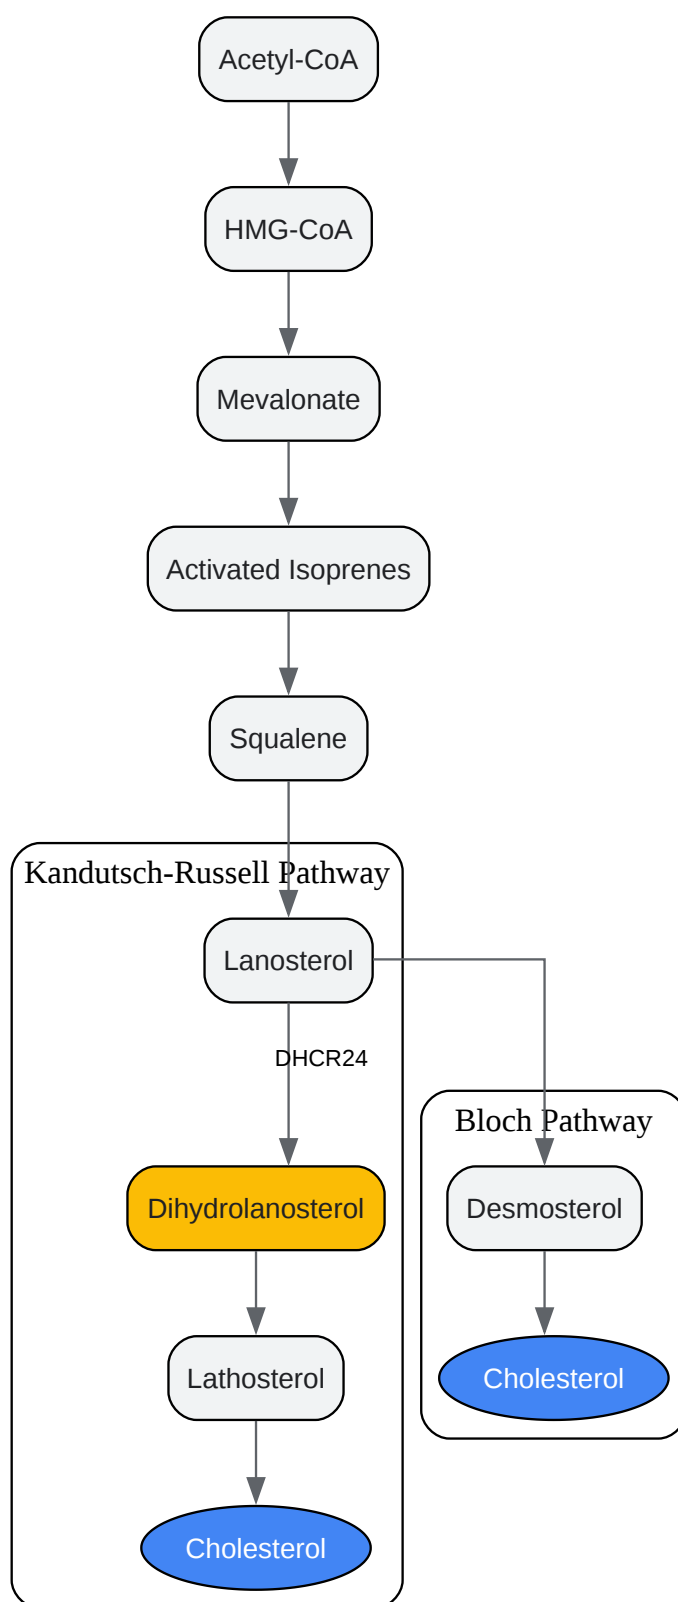 Acetyl-CoA
HMG-CoA
Mevalonate
Activated Isoprenes
Squalene
Kandutsch-Russell Pathway
Lanosterol
DHCR24
Bloch Pathway
Dihydrolanosterol
Desmosterol
Lathosterol
Cholesterol
Cholesterol